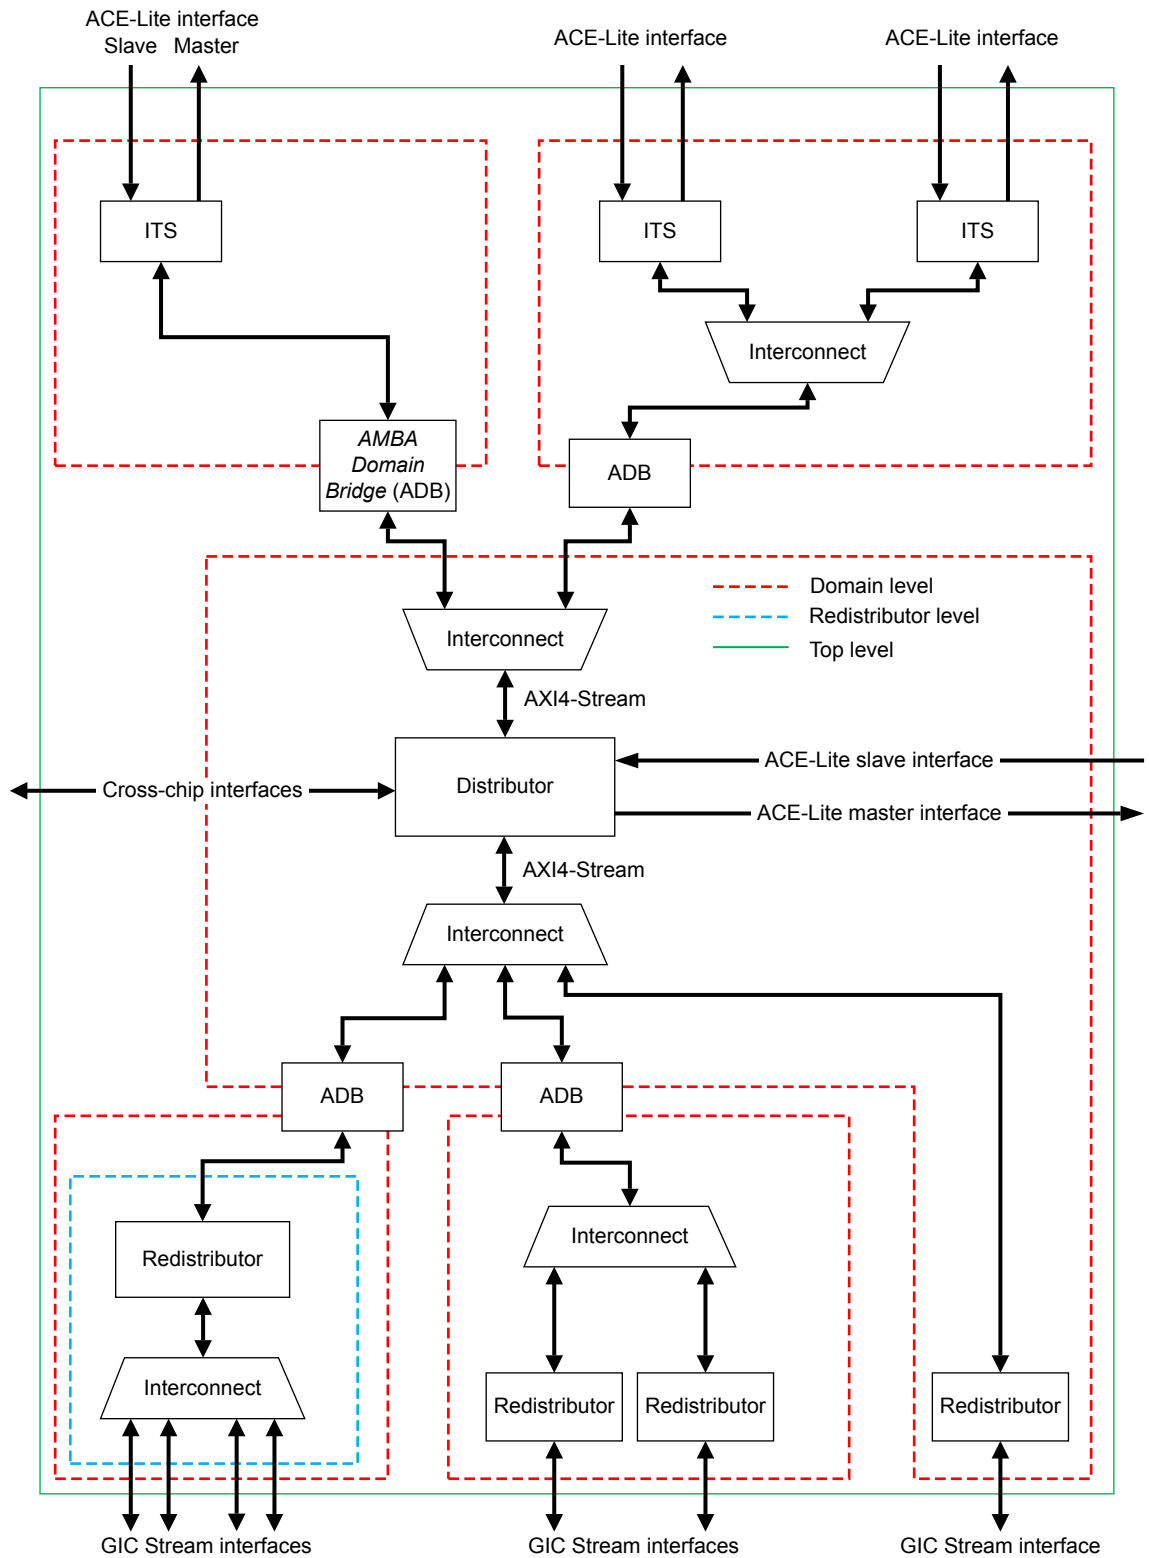 ACE-Lite interface
Slave Master
ACE-Lite interface
ACE-Lite interface
ITS
ITS
ITS
Interconnect
AMBA
Domain
Bridge (ADB)
ADB
Domain level
Redistributor level
Top level
Interconnect
AXI4-Stream
Cross-chip interfaces
Distributor
ACE-Lite slave interface
ACE-Lite master interface
AXI4-Stream
Interconnect
ADB
ADB
Redistributor
Interconnect
Interconnect
Redistributor
Redistributor
Redistributor
GIC Stream interfaces
GIC Stream interfaces
GIC Stream interface